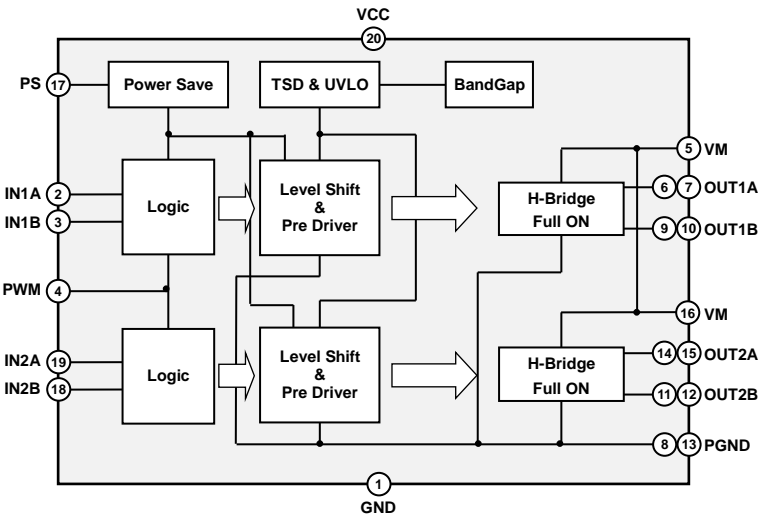 VCC
20
PS 17 Power Save TSD & UVLO BandGap
5 VM
IN1A 2
IN1B 3
Logic
Level Shift
&
Pre Driver
H-Bridge
Full ON
6 7 OUT1A
9 10 OUT1B
PWM 4
16 VM
IN2A 19
IN2B 18
Logic
Level Shift
&
Pre Driver
H-Bridge
Full ON
14 15 OUT2A
11 12 OUT2B
8 13 PGND
1
GND